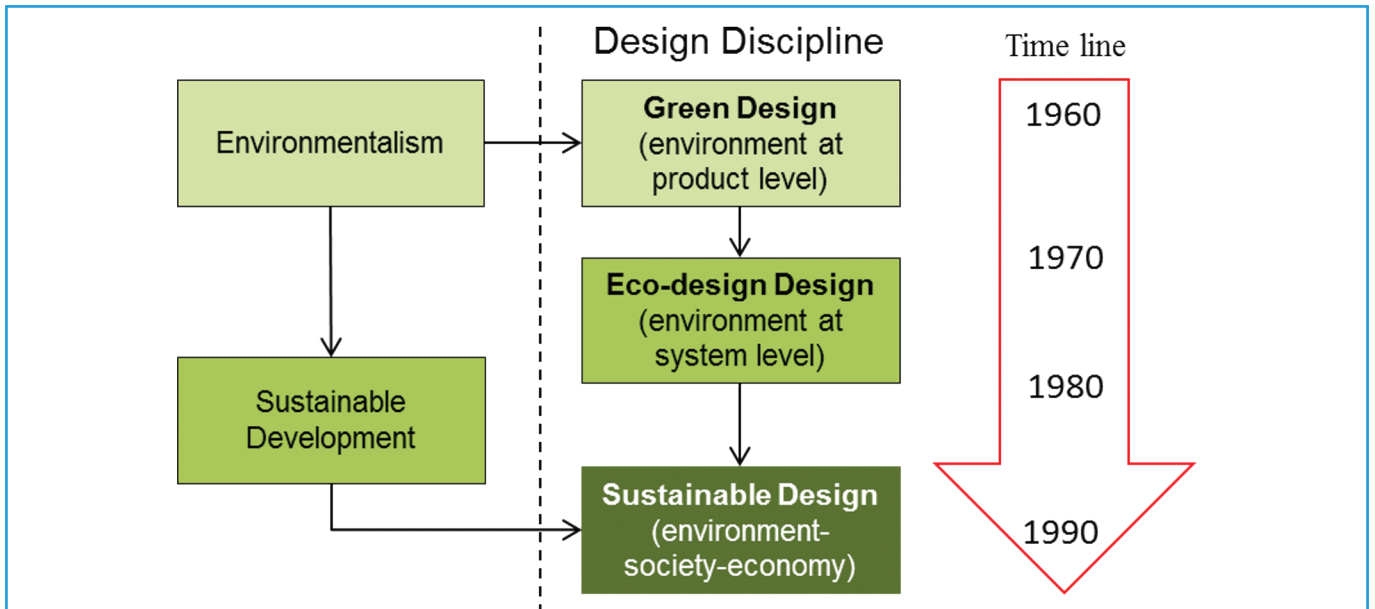 Design Discipline
Time line
Environmentalism
Green Design
(environment at
product level)
1960
Eco-design Design
(environment at
system level)
1970
Sustainable
Development
1980
Sustainable Design
(environment-
society-economy)
1990